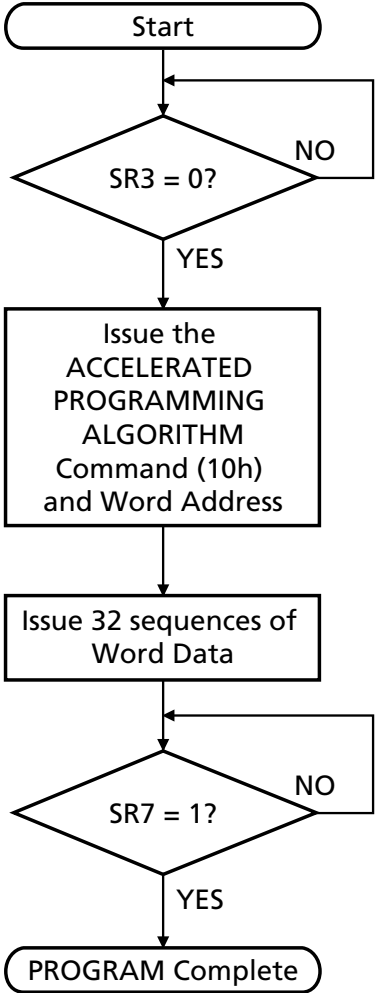 Start
NO
SR3 = 0?
YES
Issue the
ACCELERATED
PROGRAMMING
ALGORITHM
Command (10h)
and Word Address
Issue 32 sequences of
Word Data
NO
SR7 = 1?
YES
PROGRAM Complete